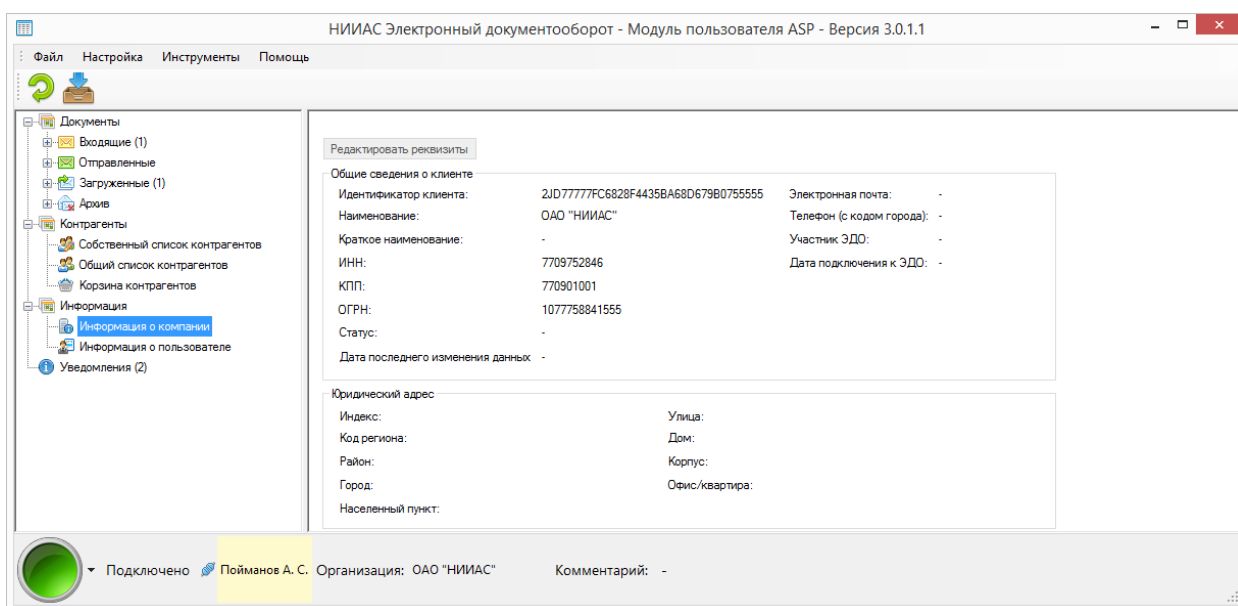 НИИАС Электронный документооборот - Модуль пользователя ASP - Версия 3.0.1.1
Файл Настройка Инструменты Помощь
Документы
Входящие (1)
Отправленные
Загруженные (1)
Архив
Контрагенты
Собственный список контрагентов
Общий список контрагентов
Корзина контрагентов
Информация
Информация о компании
Информация о пользователе
Уведомления (2)
Редактировать реквизиты
Общие сведения о клиенте
Идентификатор клиента: 2JD77777FC6828F4435BA68D679B0755555 Электронная почта: -
Наименование: ОАО "НИИАС" Телефон (с кодом города): -
Краткое наименование: - Участник ЭДО: -
ИНН: 7709752846 Дата подключения к ЭДО: -
КПП: 770901001
ОГРН: 1077758841555
Статус: -
Дата последнего изменения данных -
Юридический адрес
Индекс: Улица:
Код региона: Дом:
Район: Корпус:
Город: Офис/квартира:
Населенный пункт:
Подключено Пойманов А. С. Организация: ОАО "НИИАС" Комментарий: -